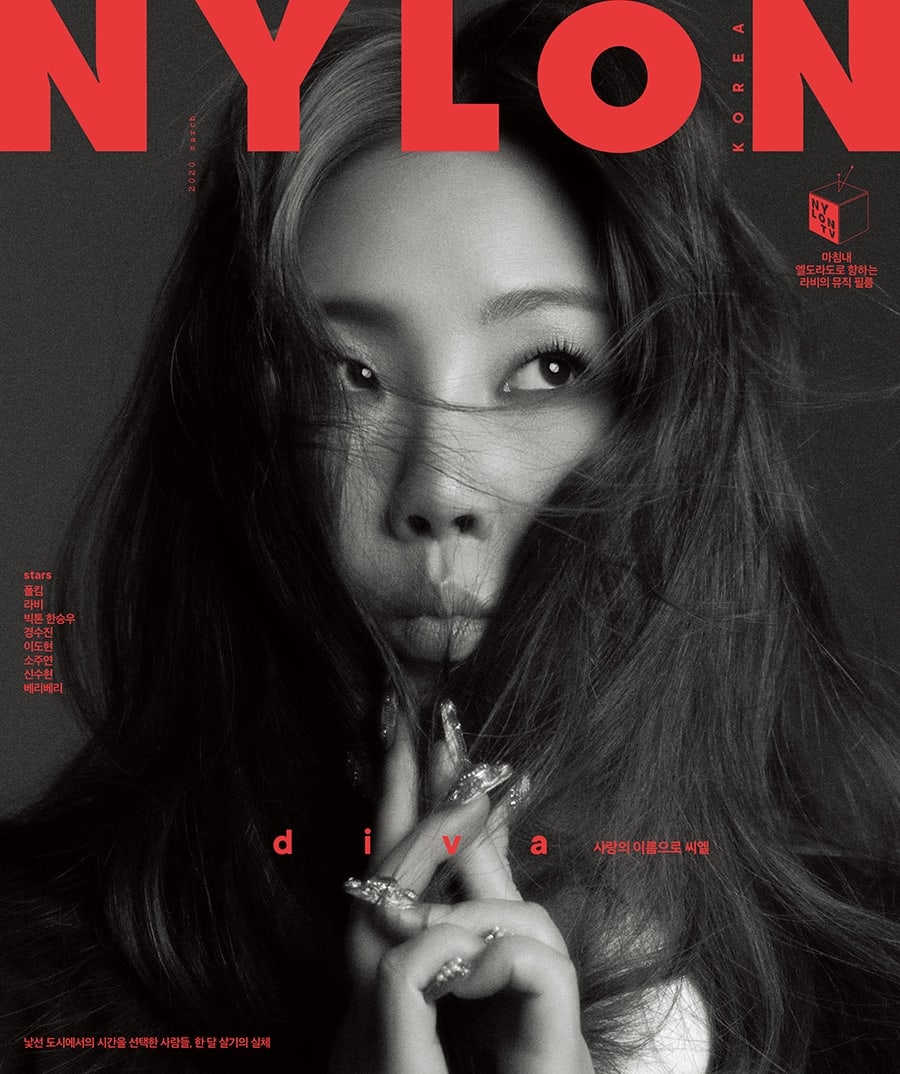 NYLON
KOREA
2020 march
NY
LON
TV
마침내
엘도라도로 향하는
라비의 뮤직 필름
stars
폴킴
라비
빅톤 한승우
경수진
이도현
소주연
신수현
베리베리
diva 사랑의 이름으로 씨엘
낯선 도시에서의 시간을 선택한 사람들, 한 달 살기의 실체